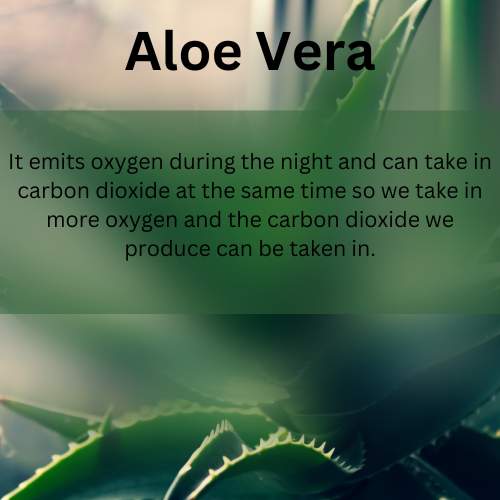 Aloe Vera
It emits oxygen during the night and can take in
carbon dioxide at the same time so we take in
more oxygen and the carbon dioxide we
produce can be taken in.